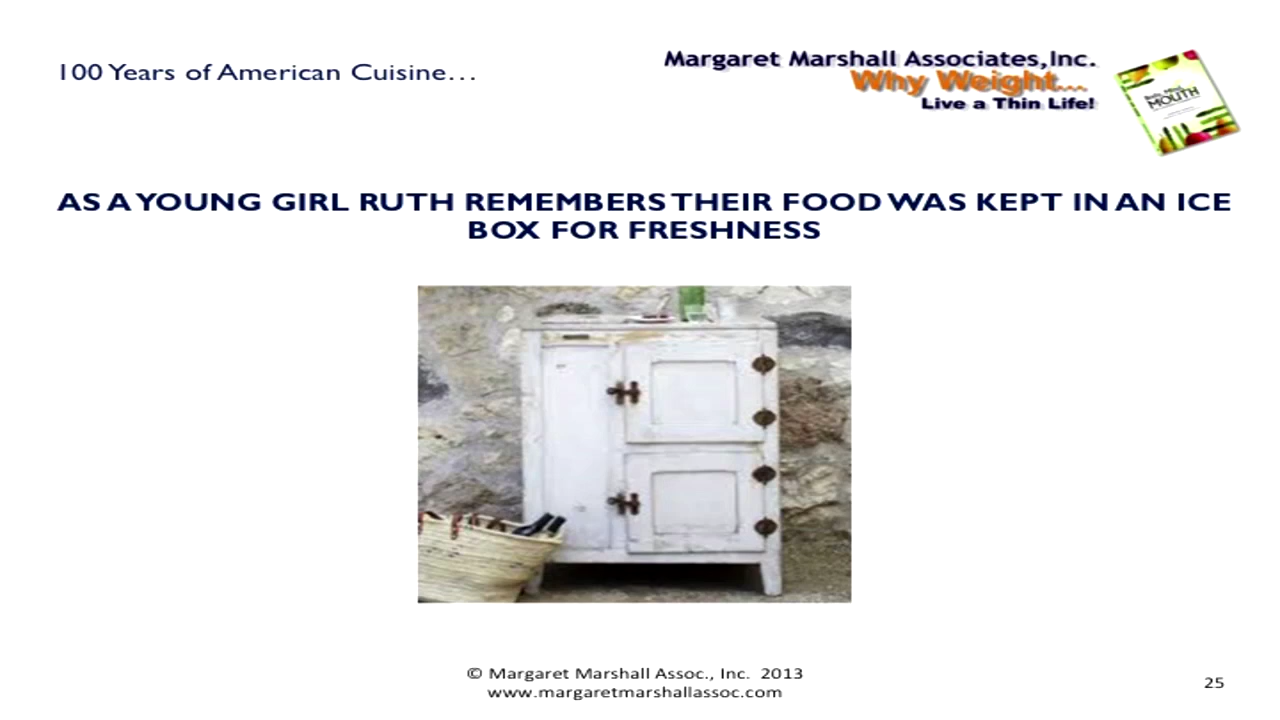 100 Years of American Cuisine...
Margaret Marshall Associates, Inc.
Why Weight....
Live a Thin Life!
Body, Mind,
MOUTH
AS A YOUNG GIRL RUTH REMEMBERS THEIR FOOD WAS KEPT IN AN ICE
BOX FOR FRESHNESS
© Margaret Marshall Assoc., Inc. 2013
www.margaretmarshallassoc.com
25